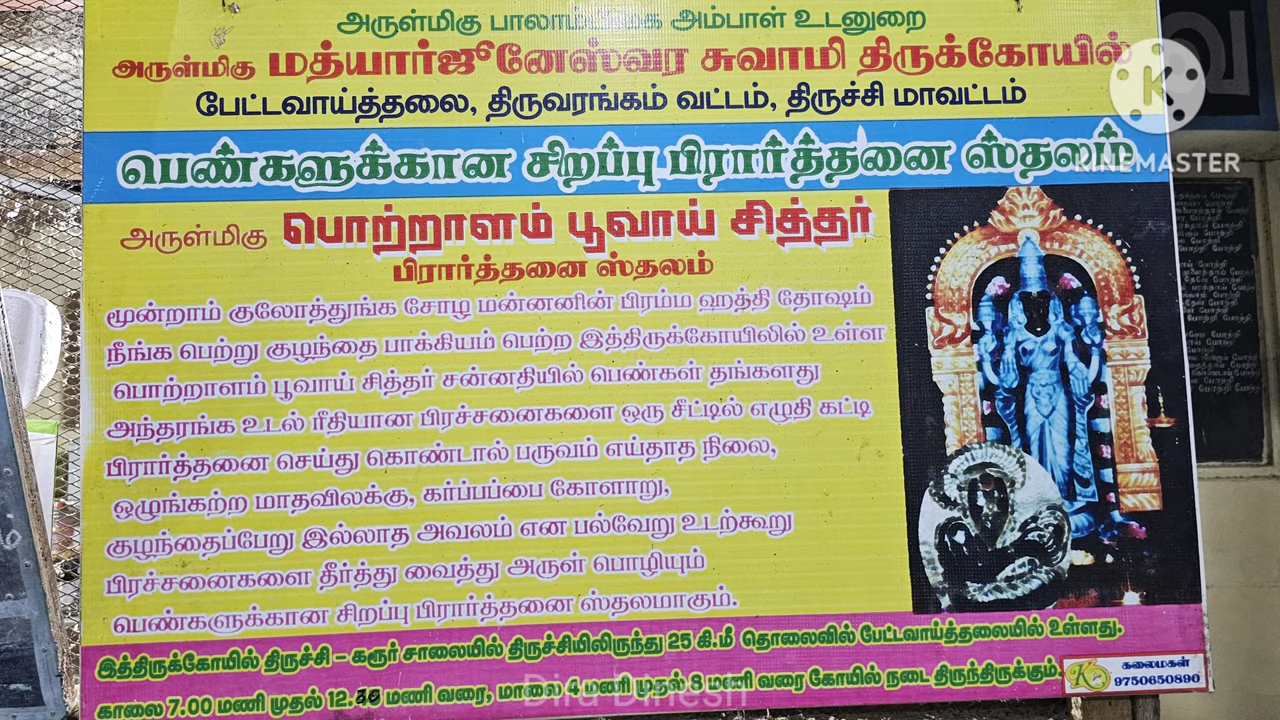 அருள்மிகு பாலாம்பிகை அம்பாள் உடனுறை
அருள்மிகு மத்யார்ஜுனேஸ்வர சுவாமி திருக்கோயில்
பேட்டவாய்த்தலை, திருவரங்கம் வட்டம், திருச்சி மாவட்டம்
பெண்களுக்கான சிறப்பு பிரார்த்தனை ஸ்தலம்
அருள்மிகு பொற்றாளம் பூவாய் சித்தர்
பிரார்த்தனை ஸ்தலம்
மூன்றாம் குலோத்துங்க சோழ மன்னனின் பிரம்ம ஹத்தி தோஷம்
நீங்க பெற்று குழந்தை பாக்கியம் பெற்ற இத்திருக்கோயிலில் உள்ள
பொற்றாளம் பூவாய் சித்தர் சன்னதியில் பெண்கள் தங்களது
அந்தரங்க உடல் ரீதியான பிரச்சனைகளை ஒரு சீட்டில் எழுதி கட்டி
பிரார்த்தனை செய்து கொண்டால் பருவம் எய்தாத நிலை,
ஒழுங்கற்ற மாதவிலக்கு, கர்ப்பப்பை கோளாறு,
குழந்தைப்பேறு இல்லாத அவலம் என பல்வேறு உடற்கூறு
பிரச்சனைகளை தீர்த்து வைத்து அருள் பொழியும்
பெண்களுக்கான சிறப்பு பிரார்த்தனை ஸ்தலமாகும்.
இத்திருக்கோயில் திருச்சி – கரூர் சாலையில் திருச்சியிலிருந்து 25 கி.மீ தொலைவில் பேட்டவாய்த்தலையில் உள்ளது.
காலை 7.00 மணி முதல் 12.30 மணி வரை, மாலை 4 மணி முதல் 8 மணி வரை கோயில் நடை திறந்திருக்கும்.
கலைமகள்
9750650890
KINEMASTER
Diru Dinesh